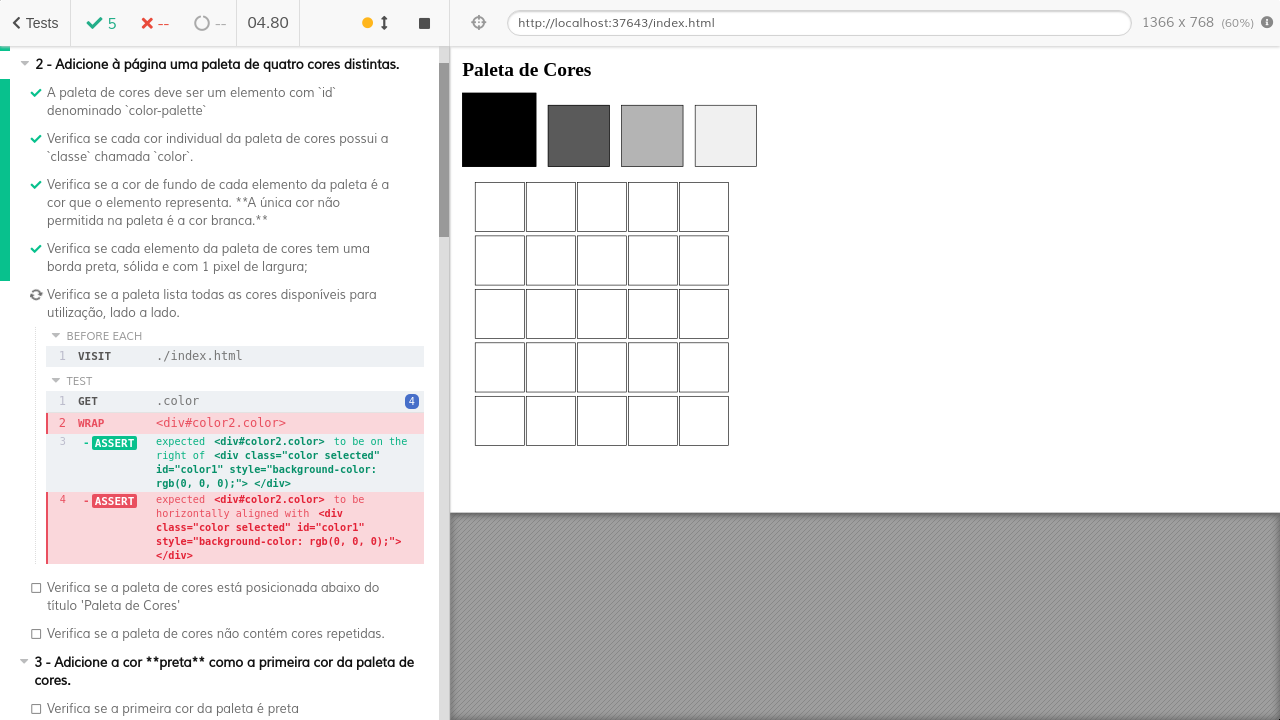 Tests
5
--
--
04.80
http://localhost:37643/index.html
1366 x 768 (60%)
2 - Adicione à página uma paleta de quatro cores distintas.
A paleta de cores deve ser um elemento com `id`
denominado `color-palette`
Verifica se cada cor individual da paleta de cores possui a
`classe` chamada `color`.
Verifica se a cor de fundo de cada elemento da paleta é a
cor que o elemento representa. **A única cor não
permitida na paleta é a cor branca.**
Verifica se cada elemento da paleta de cores tem uma
borda preta, sólida e com 1 pixel de largura;
Verifica se a paleta lista todas as cores disponíveis para
utilização, lado a lado.
BEFORE EACH
1 VISIT ./index.html
TEST
1 GET .color 4
2 WRAP <div#color2.color>
3 -ASSERT expected <div#color2.color> to be on the
right of <div class="color selected"
id="color1" style="background-color:
rgb(0, 0, 0);"> </div>
4 -ASSERT expected <div#color2.color> to be
horizontally aligned with <div
class="color selected" id="color1"
style="background-color: rgb(0, 0, 0);">
</div>
Verifica se a paleta de cores está posicionada abaixo do
título 'Paleta de Cores'
Verifica se a paleta de cores não contém cores repetidas.
3 - Adicione a cor **preta** como a primeira cor da paleta de
cores.
Verifica se a primeira cor da paleta é preta
Paleta de Cores